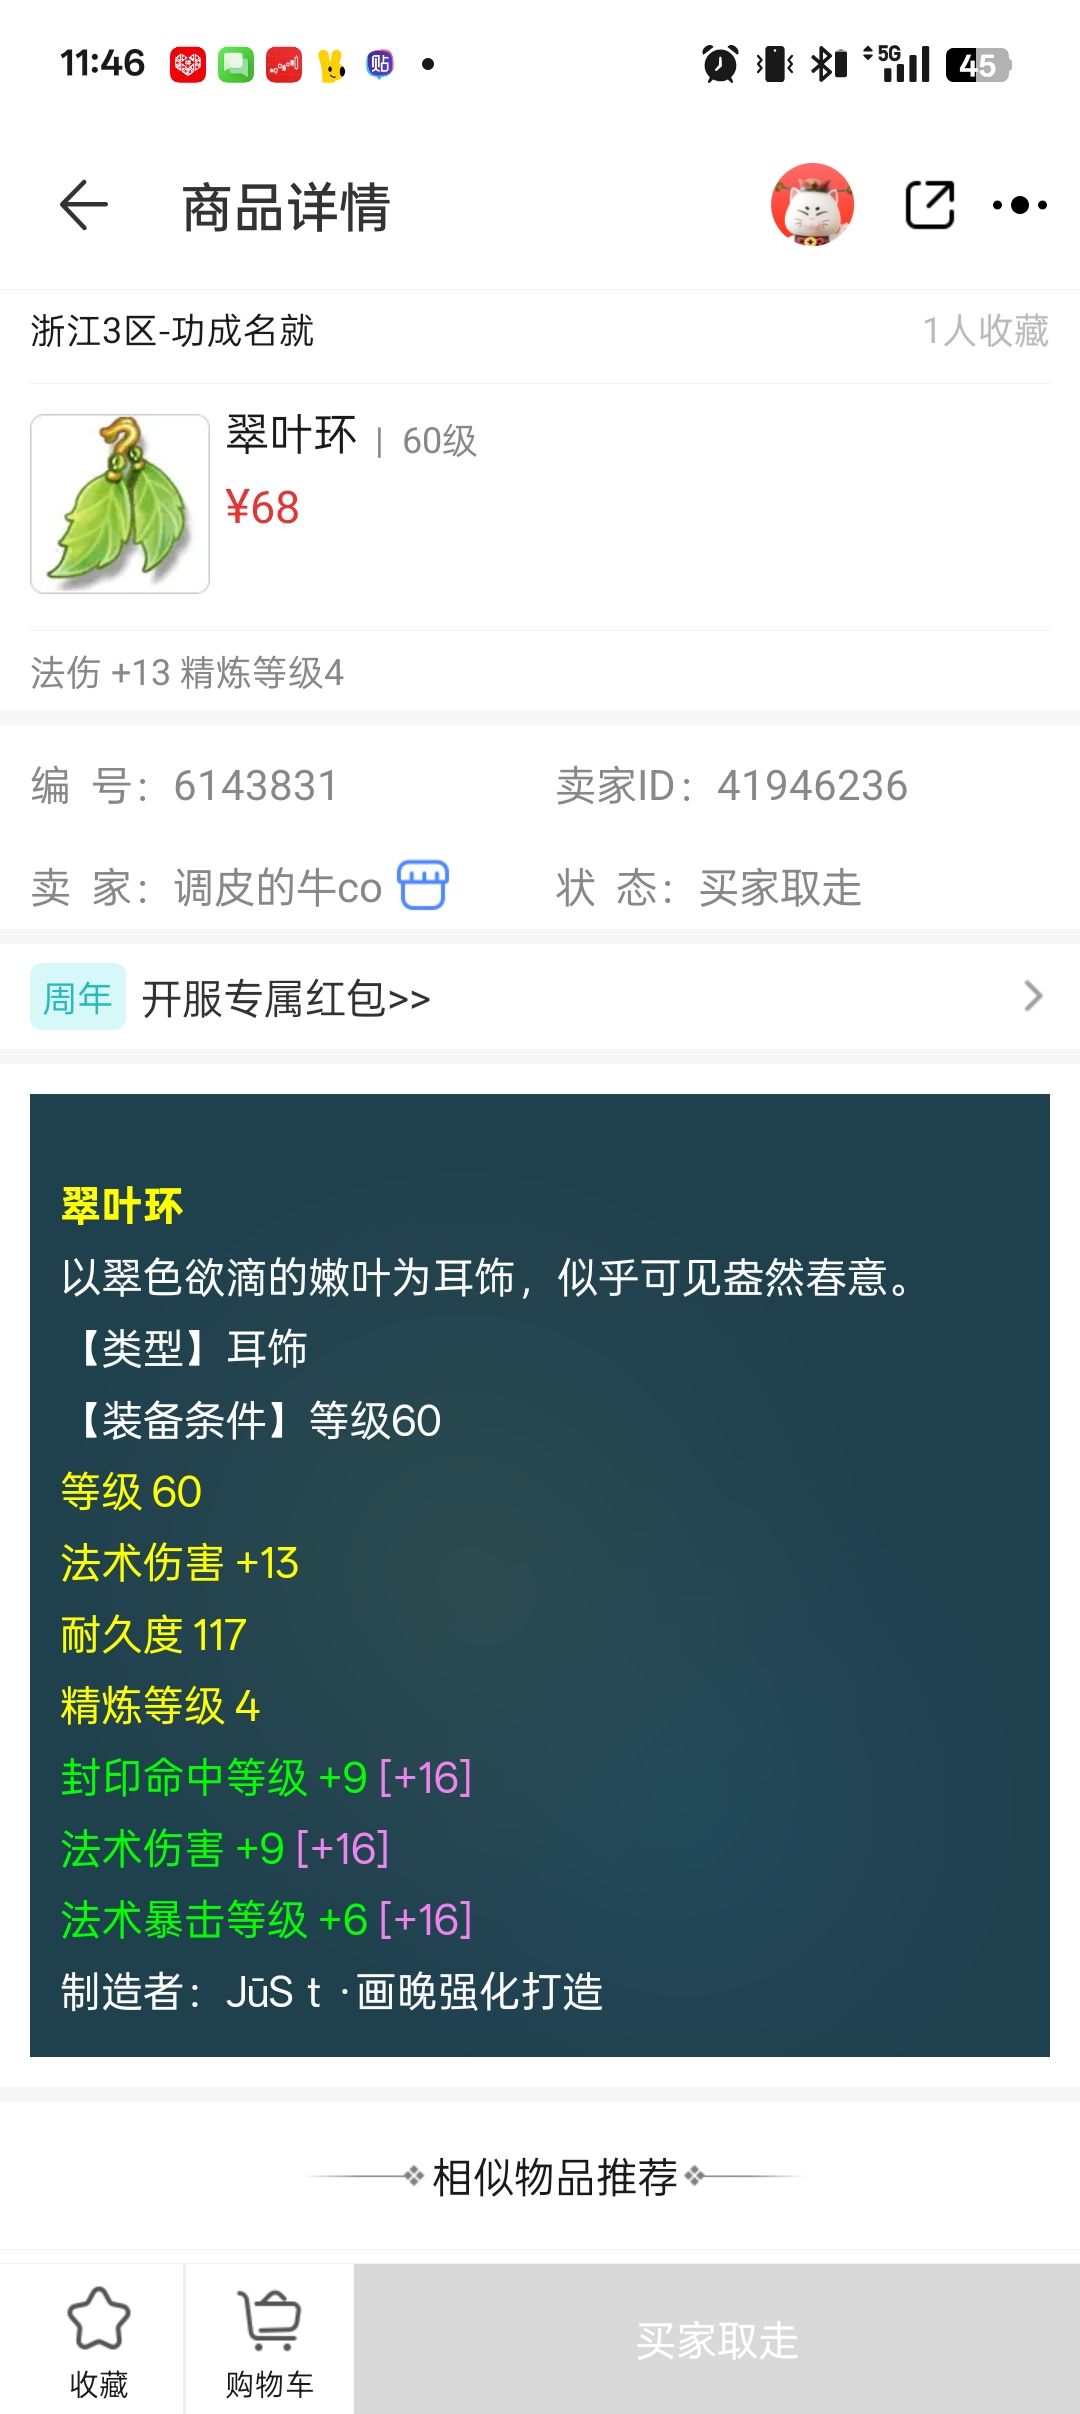 11:46 贴 5G 45
商品详情
浙江3区-功成名就 1人收藏
翠叶环 | 60级
¥68
法伤 +13 精炼等级4
编 号：6143831 卖家ID：41946236
卖 家：调皮的牛co 状 态：买家取走
周年 开服专属红包>>
翠叶环
以翠色欲滴的嫩叶为耳饰，似乎可见盎然春意。
【类型】耳饰
【装备条件】等级60
等级 60
法术伤害 +13
耐久度 117
精炼等级 4
封印命中等级 +9 [+16]
法术伤害 +9 [+16]
法术暴击等级 +6 [+16]
制造者：JūS t ·画晚强化打造
相似物品推荐
收藏 购物车 买家取走